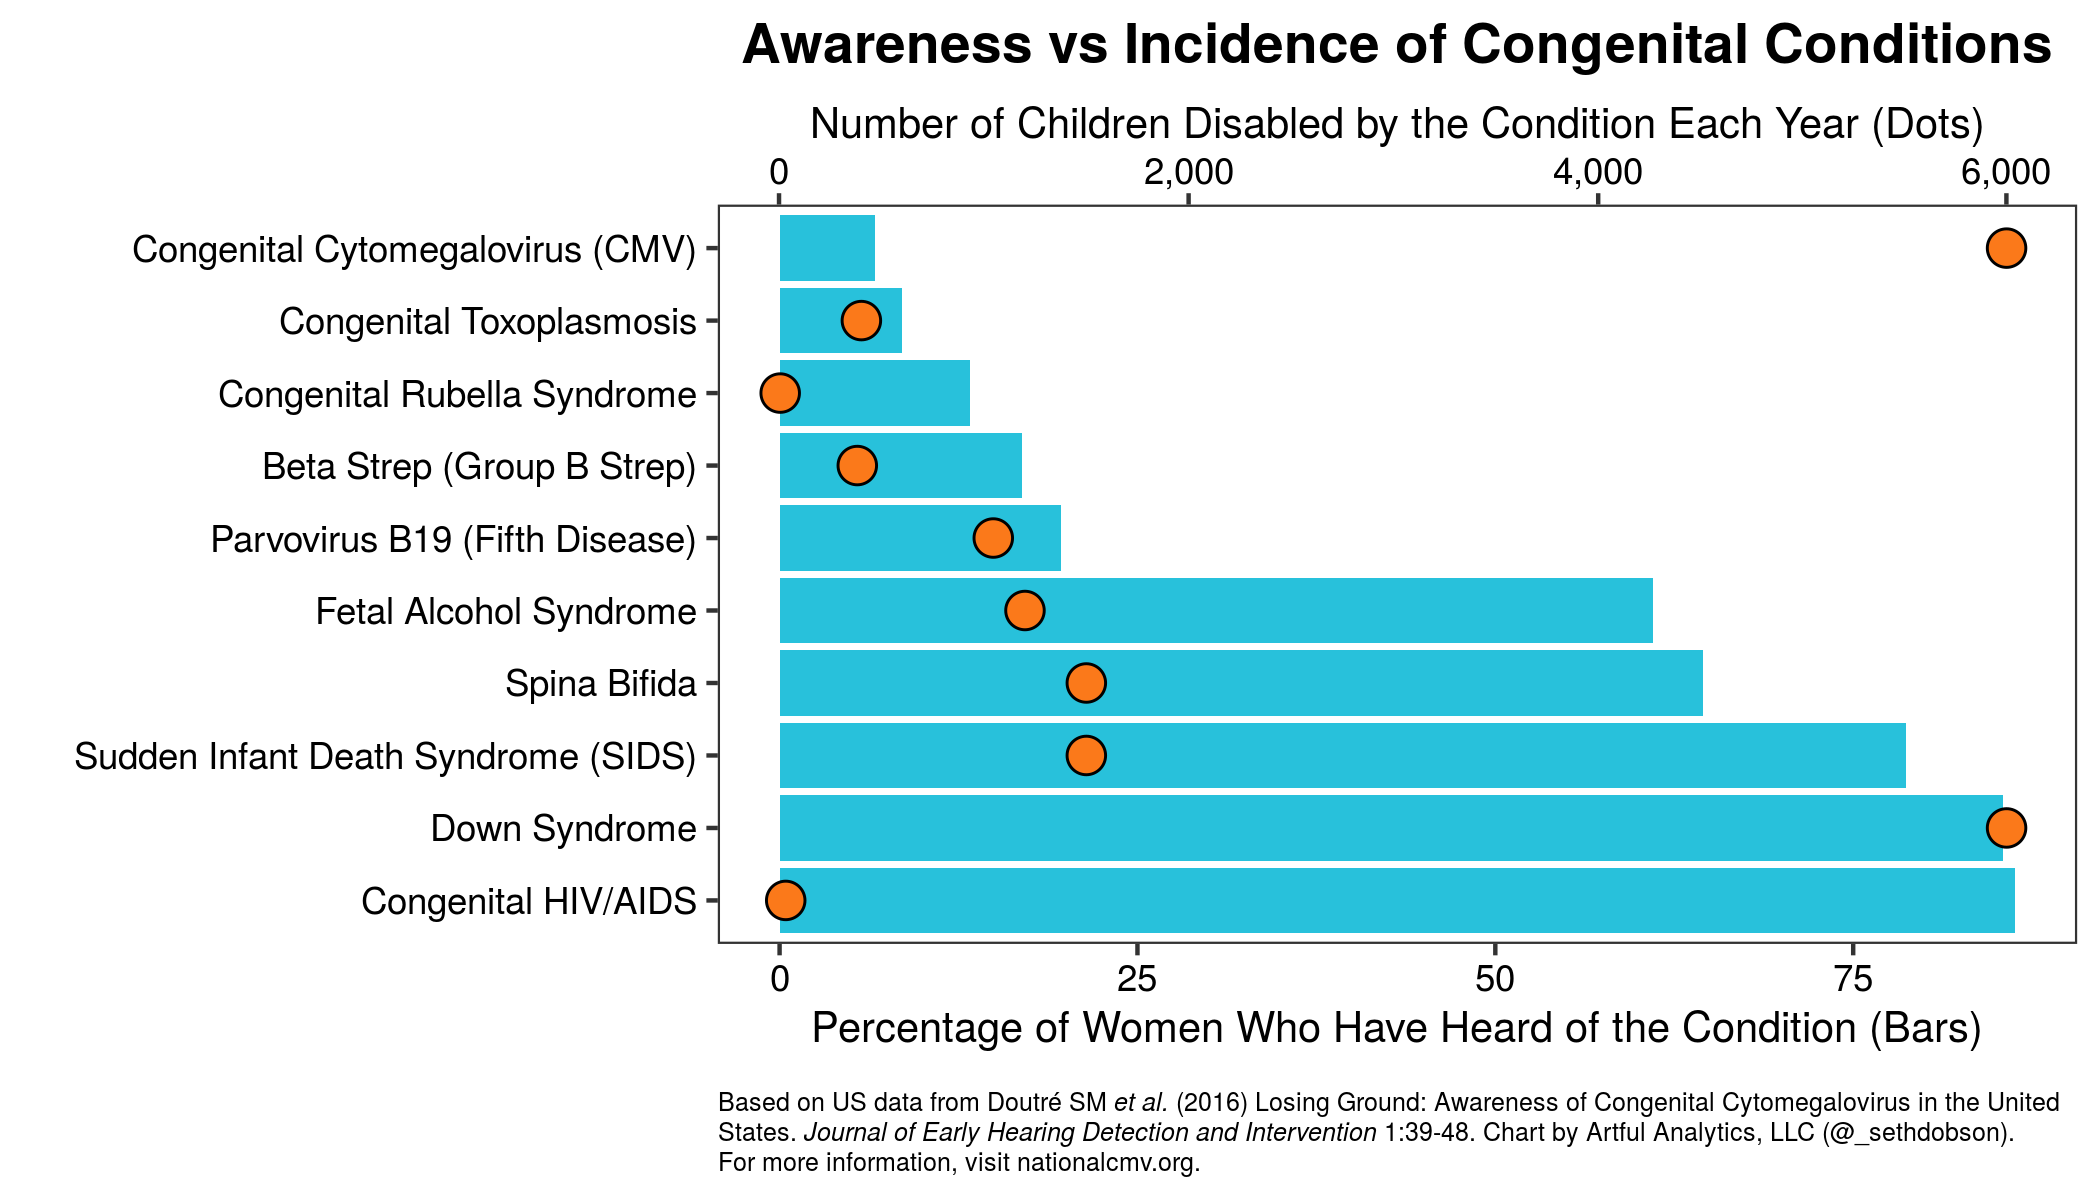 Awareness vs Incidence of Congenital Conditions
Number of Children Disabled by the Condition Each Year (Dots)
0 2,000 4,000 6,000
Congenital Cytomegalovirus (CMV)
Congenital Toxoplasmosis
Congenital Rubella Syndrome
Beta Strep (Group B Strep)
Parvovirus B19 (Fifth Disease)
Fetal Alcohol Syndrome
Spina Bifida
Sudden Infant Death Syndrome (SIDS)
Down Syndrome
Congenital HIV/AIDS
0 25 50 75
Percentage of Women Who Have Heard of the Condition (Bars)
Based on US data from Doutré SM et al. (2016) Losing Ground: Awareness of Congenital Cytomegalovirus in the United
States. Journal of Early Hearing Detection and Intervention 1:39-48. Chart by Artful Analytics, LLC (@_sethdobson).
For more information, visit nationalcmv.org.